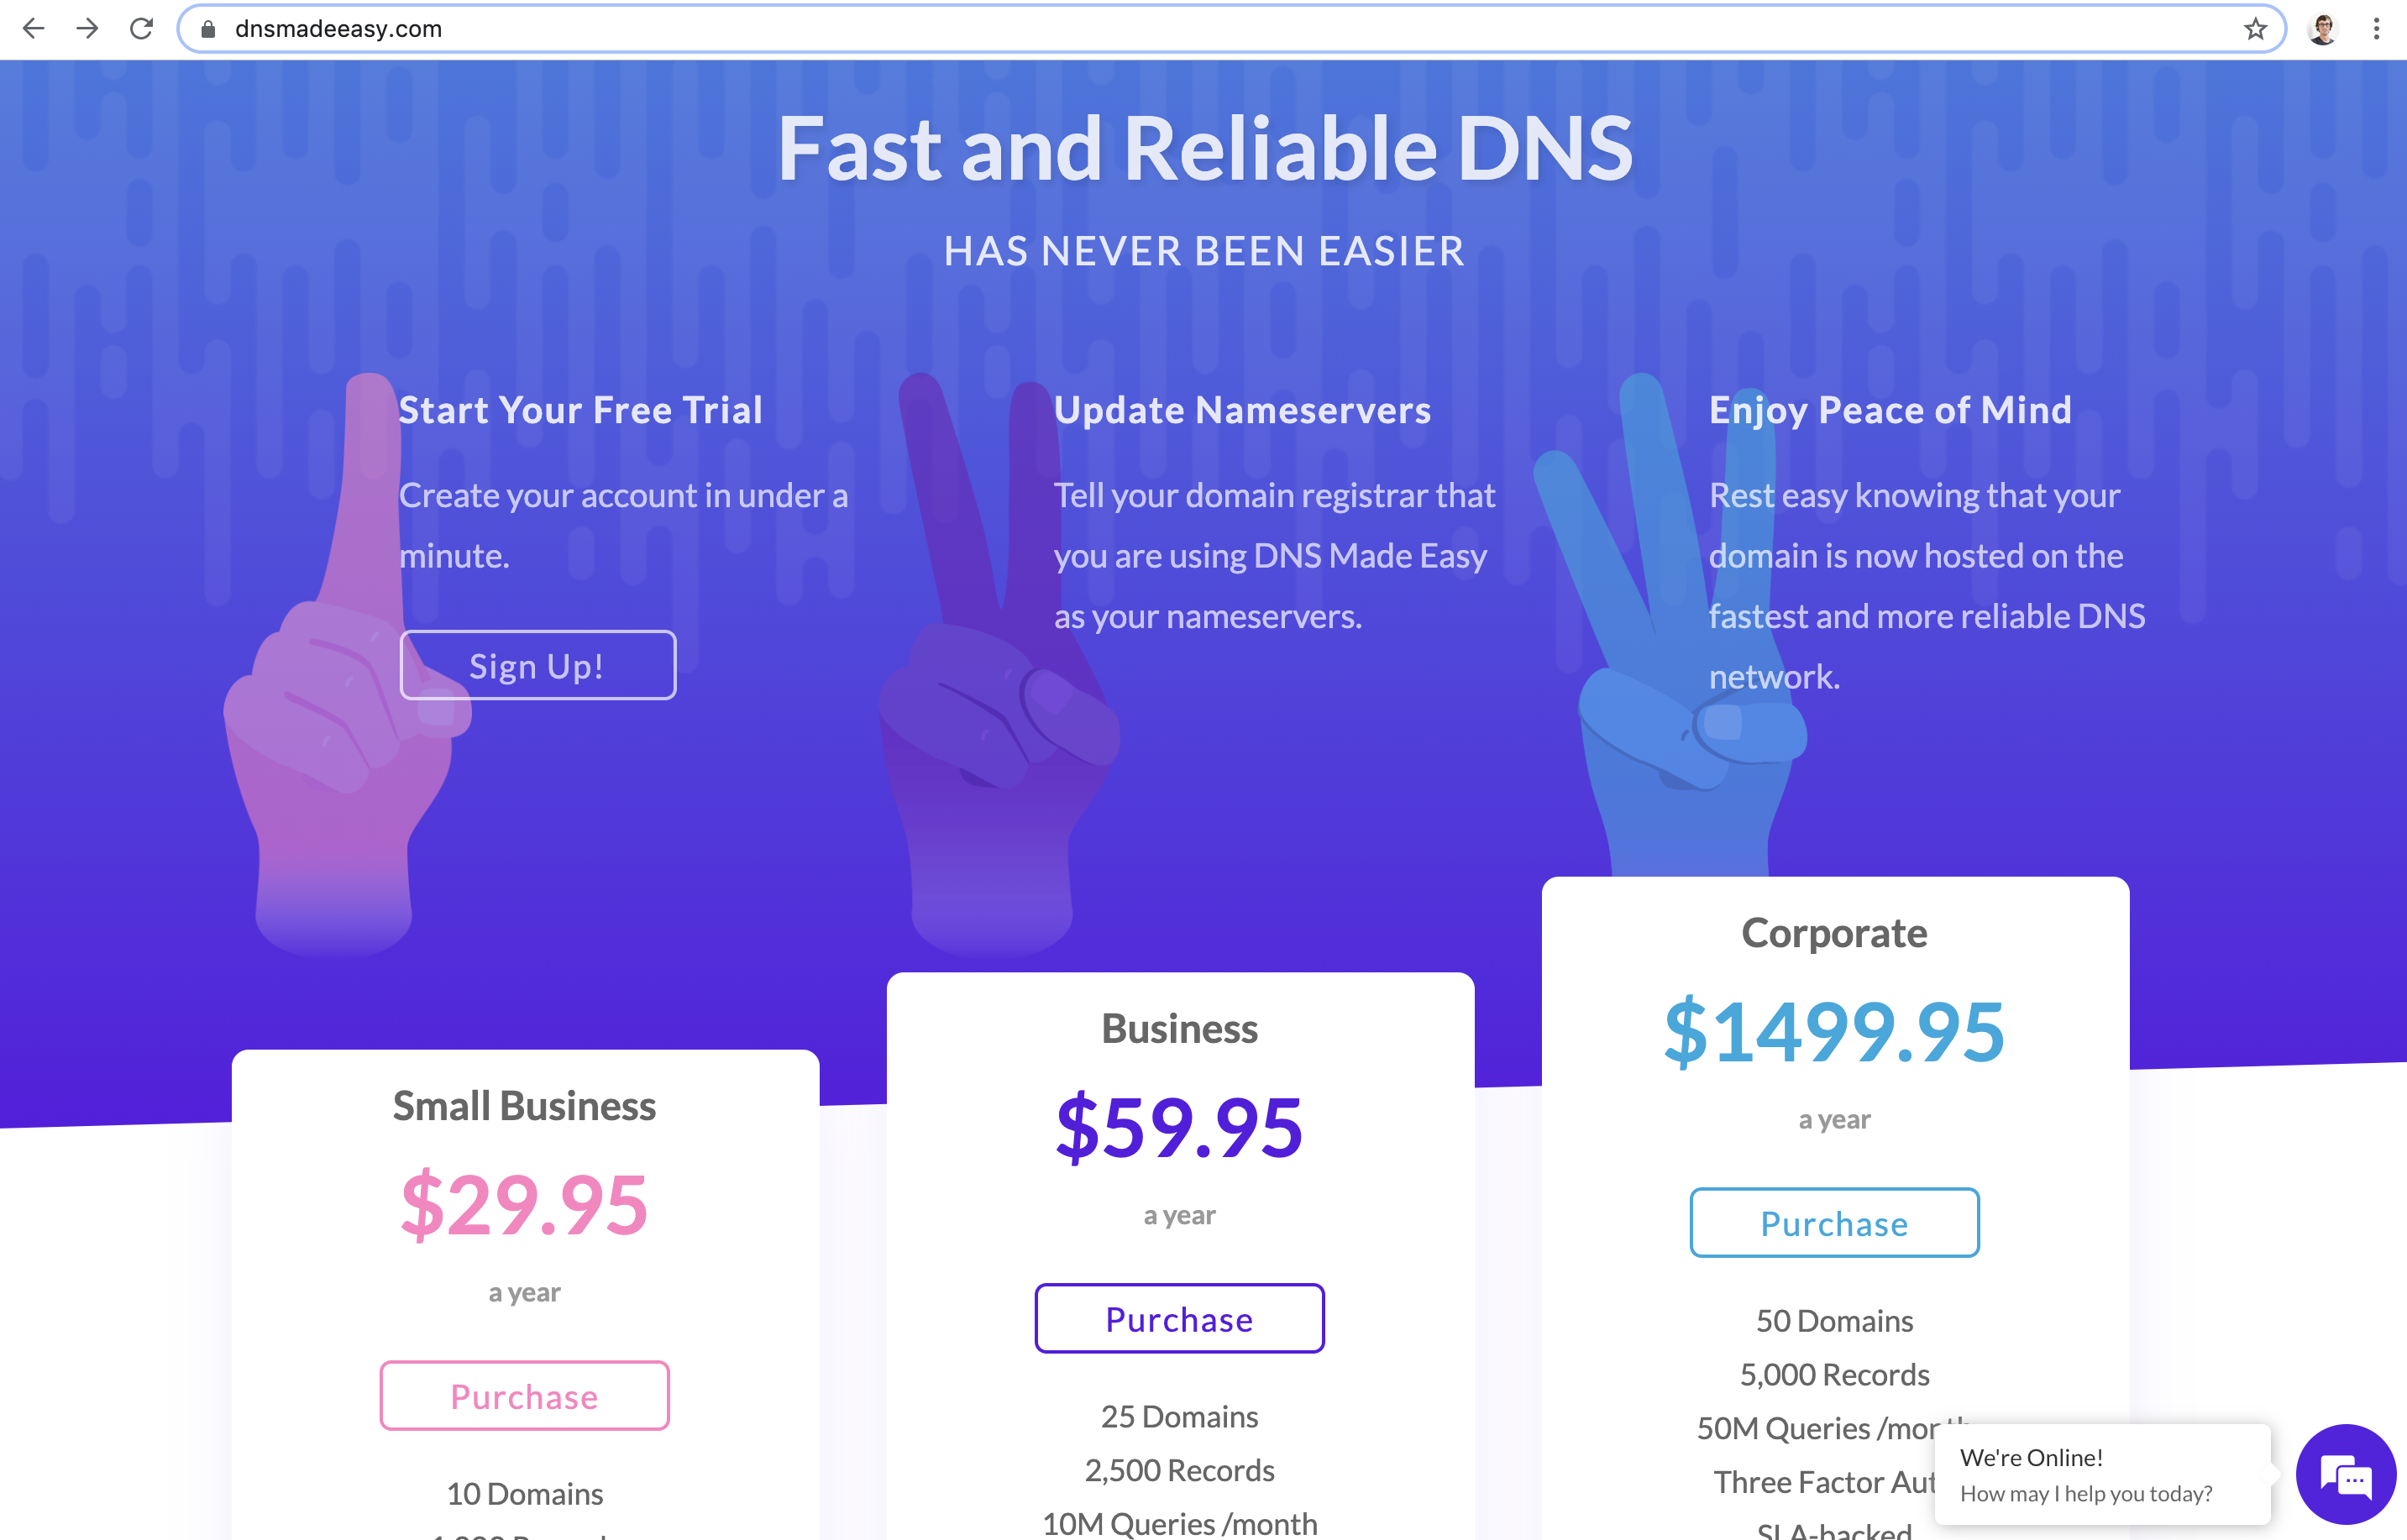 dnsmadeeasy.com
Fast and Reliable DNS
HAS NEVER BEEN EASIER
Start Your Free Trial
Create your account in under a
minute.
Sign Up!
Update Nameservers
Tell your domain registrar that
you are using DNS Made Easy
as your nameservers.
Enjoy Peace of Mind
Rest easy knowing that your
domain is now hosted on the
fastest and more reliable DNS
network.
Small Business
$29.95
a year
Purchase
10 Domains
Business
$59.95
a year
Purchase
25 Domains
2,500 Records
10M Queries /month
Corporate
$1499.95
a year
Purchase
50 Domains
5,000 Records
50M Queries /month
Three Factor
SLA-backed
We're Online!
How may I help you today?